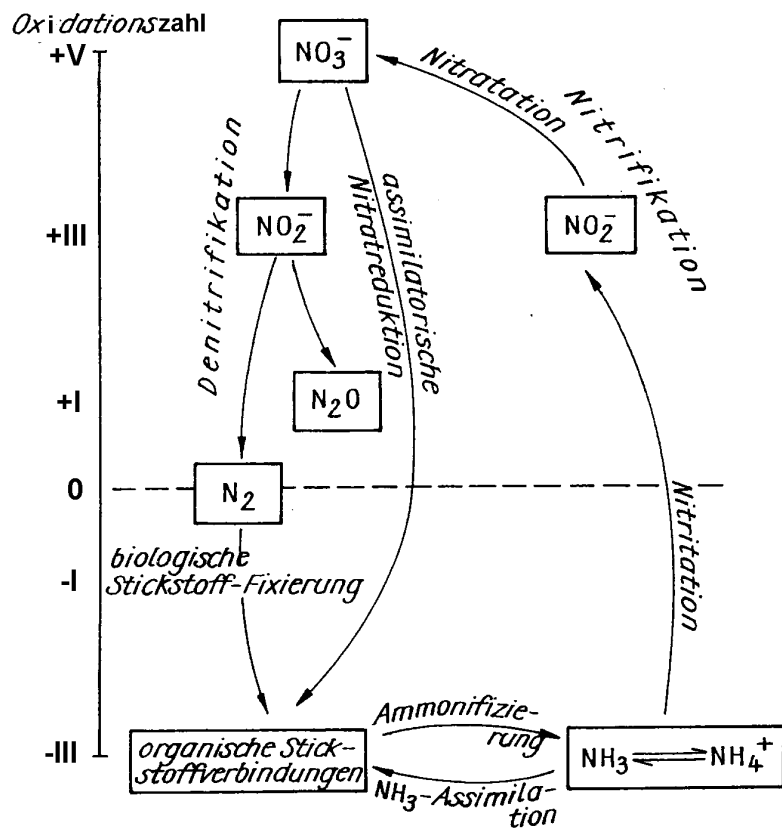 Oxidationszahl
+V
NO₃⁻
Nitratation
Nitrifikation
Denitrifikation
assimilatorische
Nitratreduktion
+III
NO₂⁻
NO₂⁻
+I
N₂O
0
N₂
Nitritation
biologische
Stickstoff-Fixierung
-I
-III
organische Stick-
stoffverbindungen
Ammonifizie-
rung
NH₃ ⇌ NH₄⁺
NH₃-Assimila-
tion